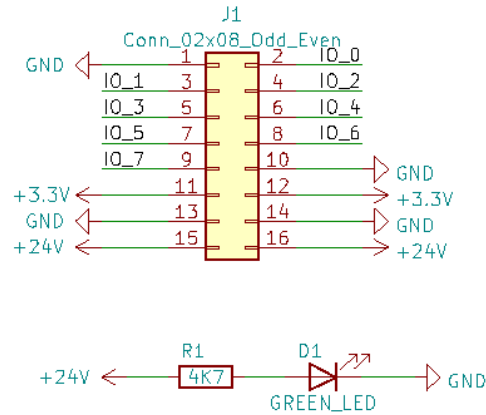 J1
Conn_02x08_Odd_Even
GND 1 2 IO_0
IO_1 3 4 IO_2
IO_3 5 6 IO_4
IO_5 7 8 IO_6
IO_7 9 10 GND
+3.3V 11 12 +3.3V
GND 13 14 GND
+24V 15 16 +24V
R1 D1
+24V 4K7 GND
GREEN_LED